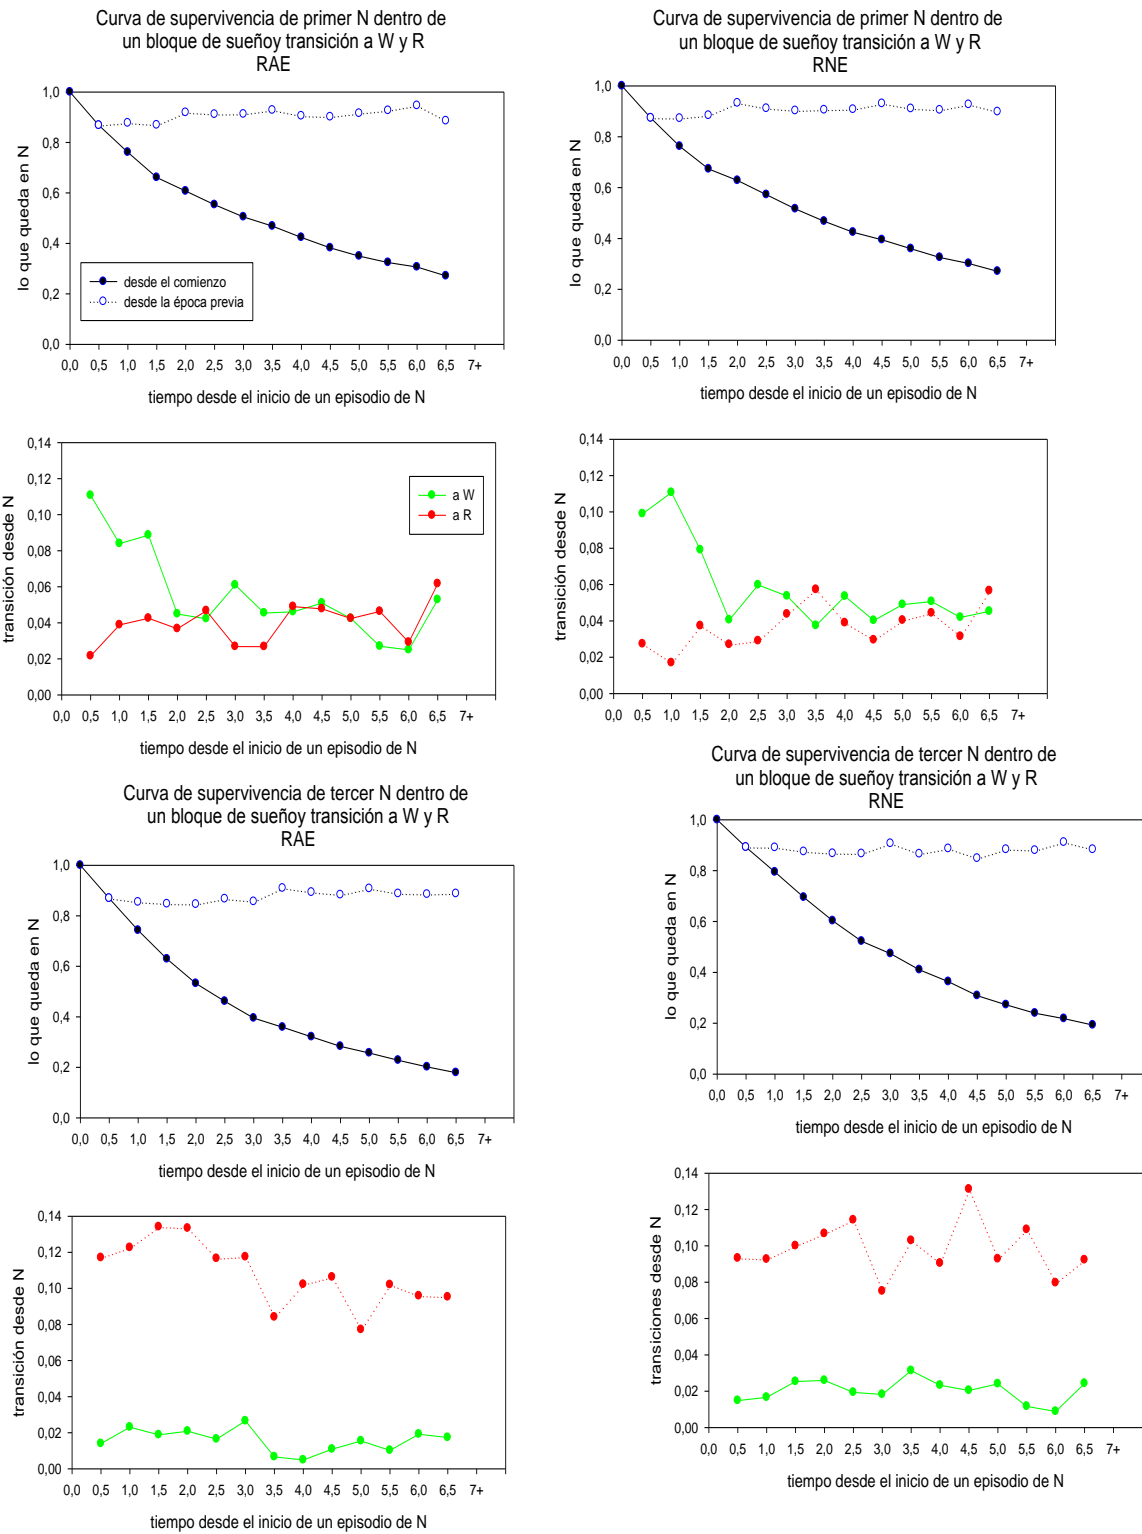 Curva de supervivencia de primer N dentro de
un bloque de sueñoy transición a W y R
RAE
lo que queda en N
1,0
0,8
0,6
0,4
0,2
0,0
desde el comienzo
desde la época previa
0,0 0,5 1,0 1,5 2,0 2,5 3,0 3,5 4,0 4,5 5,0 5,5 6,0 6,5 7+
tiempo desde el inicio de un episodio de N
Curva de supervivencia de primer N dentro de
un bloque de sueñoy transición a W y R
RNE
lo que queda en N
1,0
0,8
0,6
0,4
0,2
0,0
0,0 0,5 1,0 1,5 2,0 2,5 3,0 3,5 4,0 4,5 5,0 5,5 6,0 6,5 7+
tiempo desde el inicio de un episodio de N
transición desde N
0,14
0,12
0,10
0,08
0,06
0,04
0,02
0,00
a W
a R
0,0 0,5 1,0 1,5 2,0 2,5 3,0 3,5 4,0 4,5 5,0 5,5 6,0 6,5 7+
tiempo desde el inicio de un episodio de N
transición desde N
0,14
0,12
0,10
0,08
0,06
0,04
0,02
0,00
0,0 0,5 1,0 1,5 2,0 2,5 3,0 3,5 4,0 4,5 5,0 5,5 6,0 6,5 7+
tiempo desde el inicio de un episodio de N
Curva de supervivencia de tercer N dentro de
un bloque de sueñoy transición a W y R
RAE
lo que queda en N
1,0
0,8
0,6
0,4
0,2
0,0
0,0 0,5 1,0 1,5 2,0 2,5 3,0 3,5 4,0 4,5 5,0 5,5 6,0 6,5 7+
tiempo desde el inicio de un episodio de N
Curva de supervivencia de tercer N dentro de
un bloque de sueñoy transición a W y R
RNE
lo que queda en N
1,0
0,8
0,6
0,4
0,2
0,0
0,0 0,5 1,0 1,5 2,0 2,5 3,0 3,5 4,0 4,5 5,0 5,5 6,0 6,5 7+
tiempo desde el inicio de un episodio de N
transición desde N
0,14
0,12
0,10
0,08
0,06
0,04
0,02
0,00
0,0 0,5 1,0 1,5 2,0 2,5 3,0 3,5 4,0 4,5 5,0 5,5 6,0 6,5 7+
tiempo desde el inicio de un episodio de N
transiciones desde N
0,14
0,12
0,10
0,08
0,06
0,04
0,02
0,00
0,0 0,5 1,0 1,5 2,0 2,5 3,0 3,5 4,0 4,5 5,0 5,5 6,0 6,5 7+
tiempo desde el inicio de un episodio de N